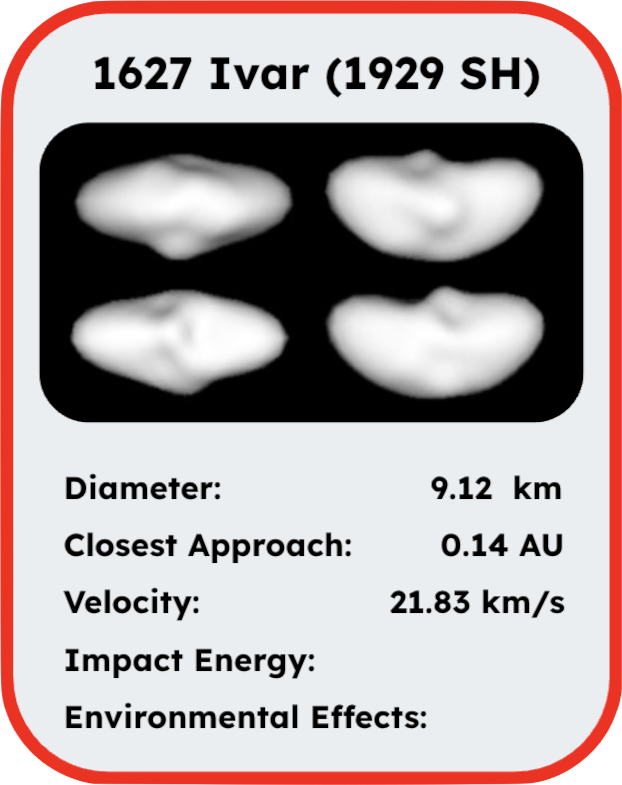 1627 Ivar (1929 SH)
Diameter: 9.12 km
Closest Approach: 0.14 AU
Velocity: 21.83 km/s
Impact Energy:
Environmental Effects: